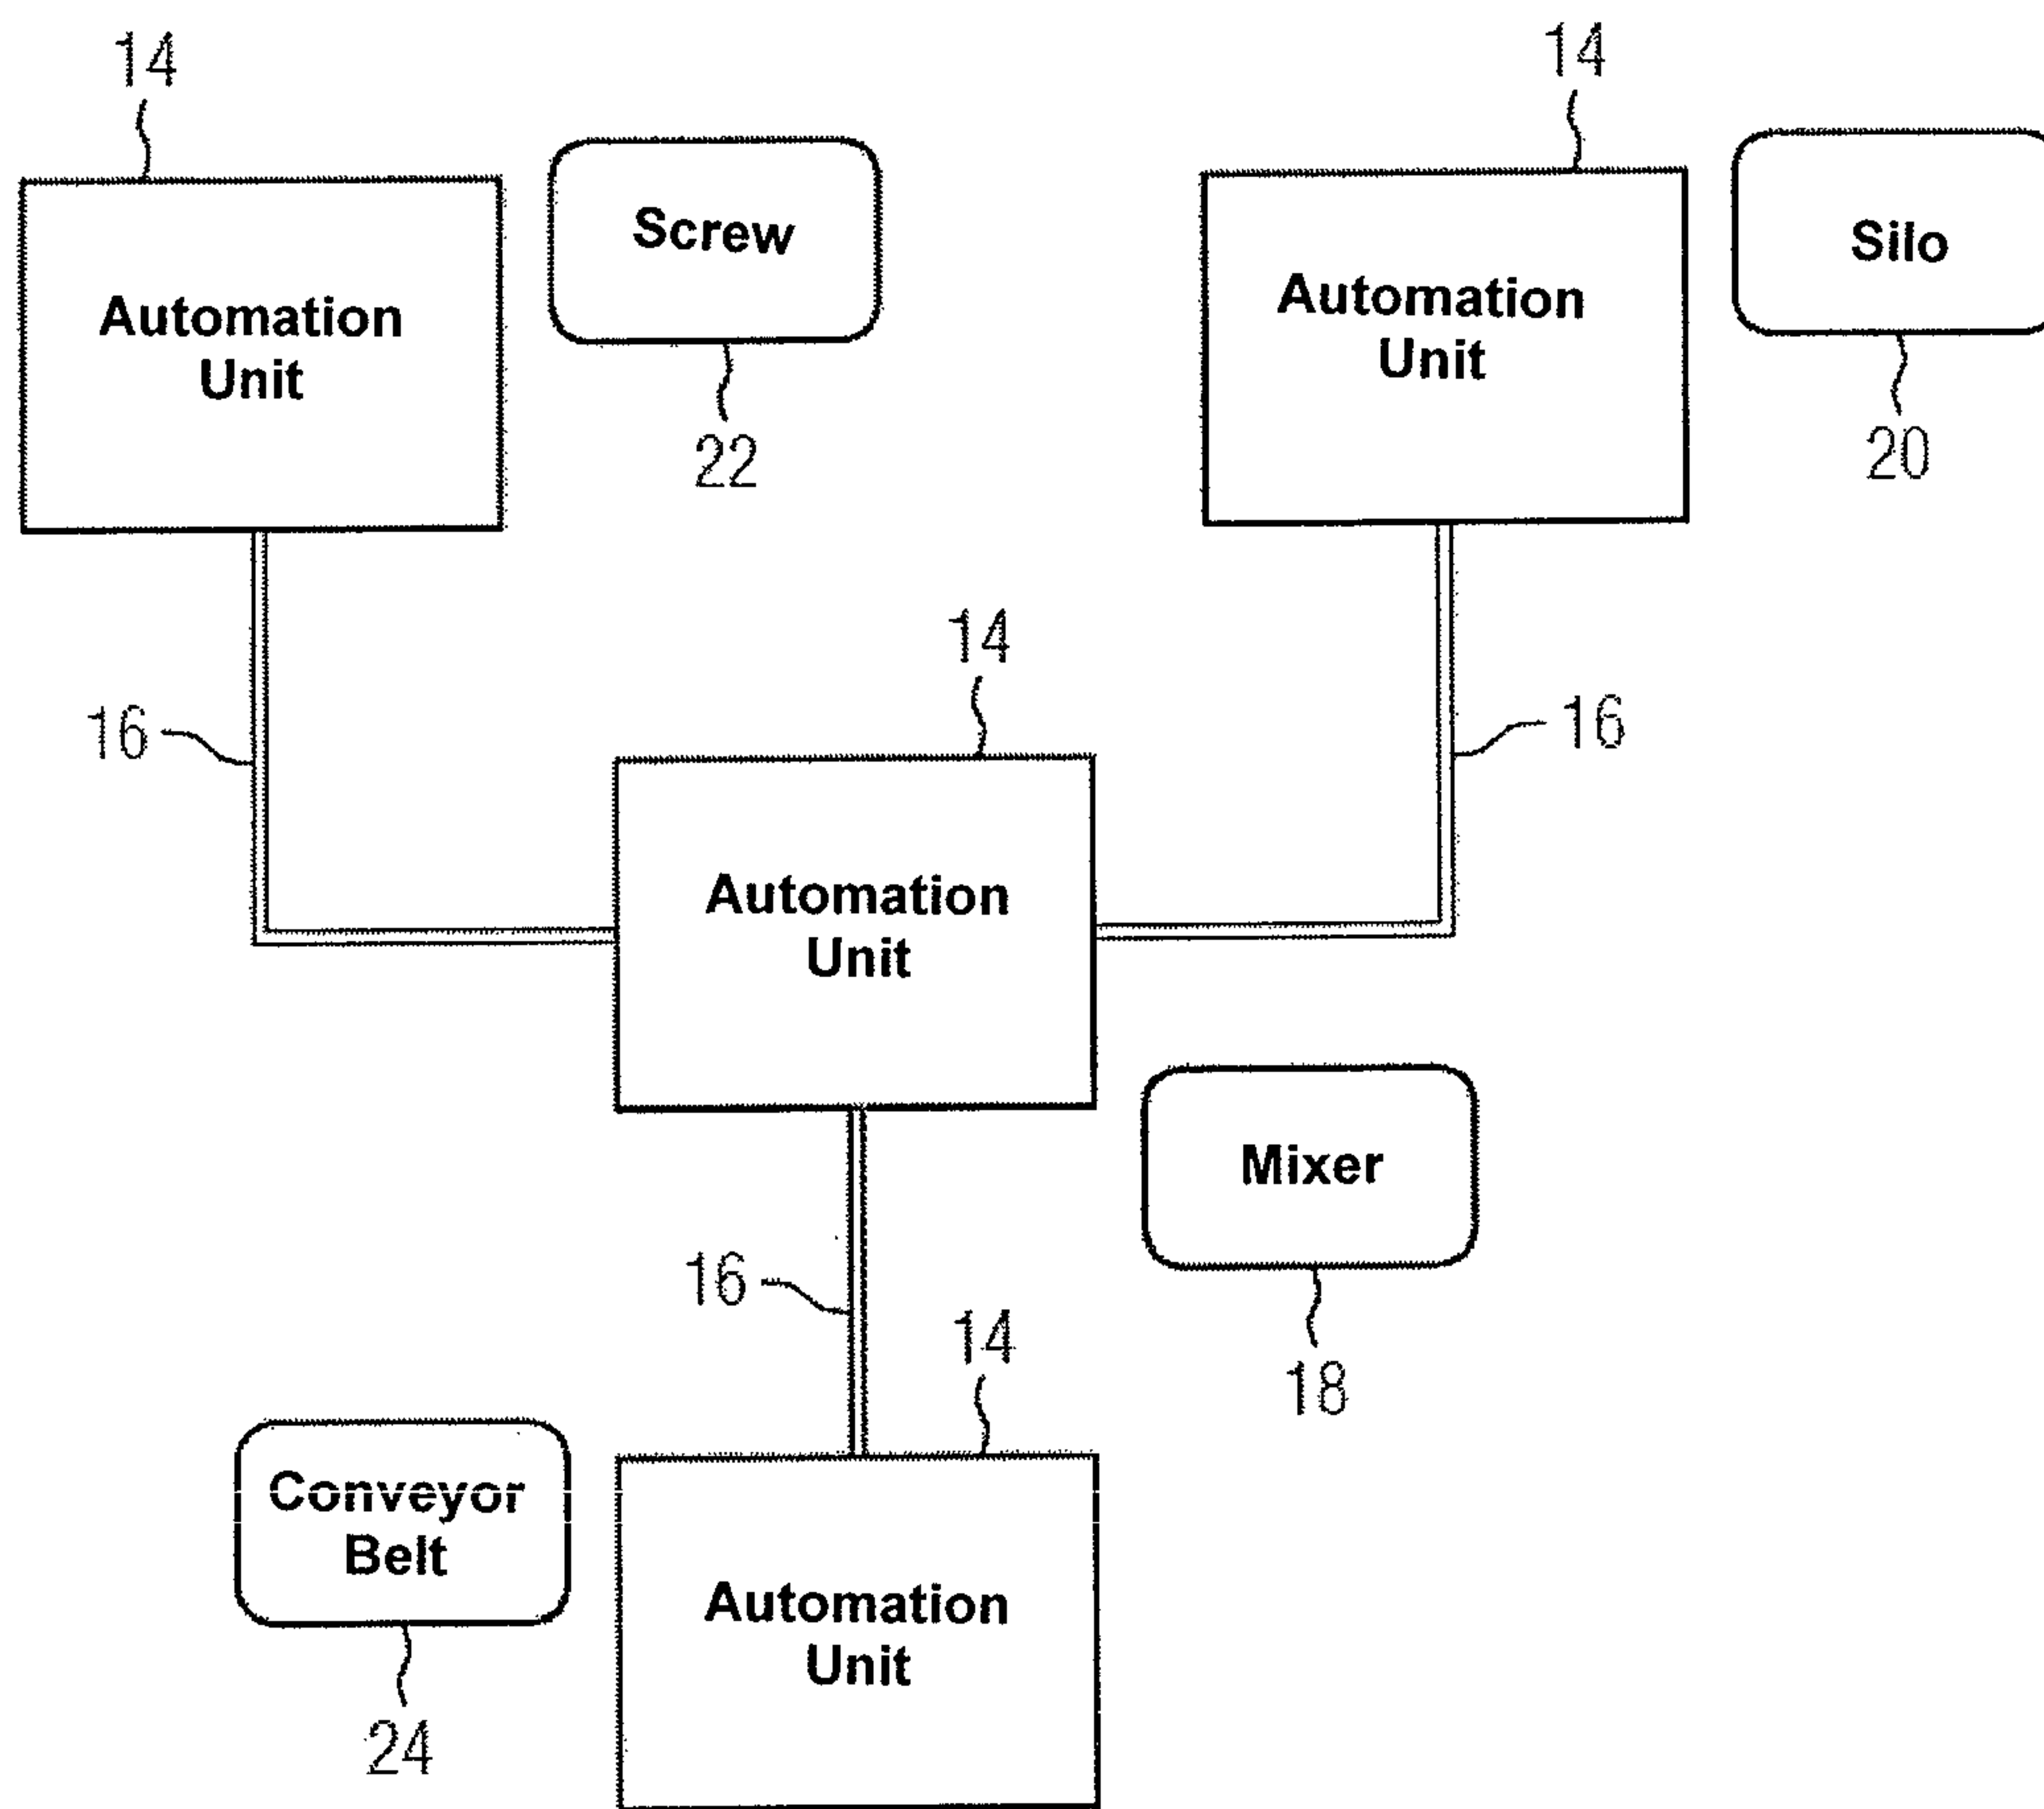 14
14
Screw
Silo
Automation
Unit
Automation
Unit
22
20
14
16
16
Automation
Unit
Mixer
16
14
18
Conveyor
Belt
Automation
Unit
24